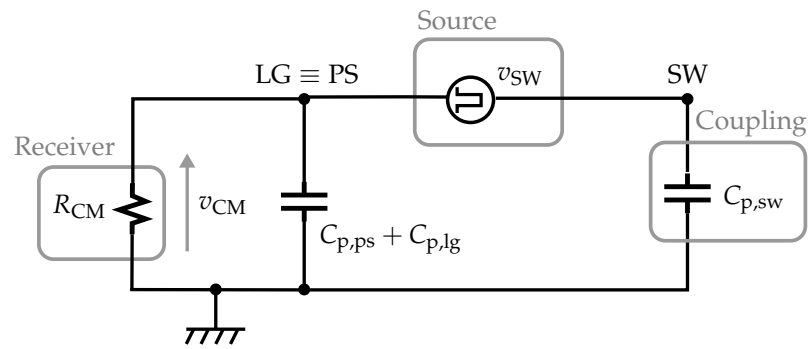 Source
LG ≡ PS
v_SW
SW
Receiver
Coupling
R_CM
v_CM
C_p,ps + C_p,lg
C_p,sw